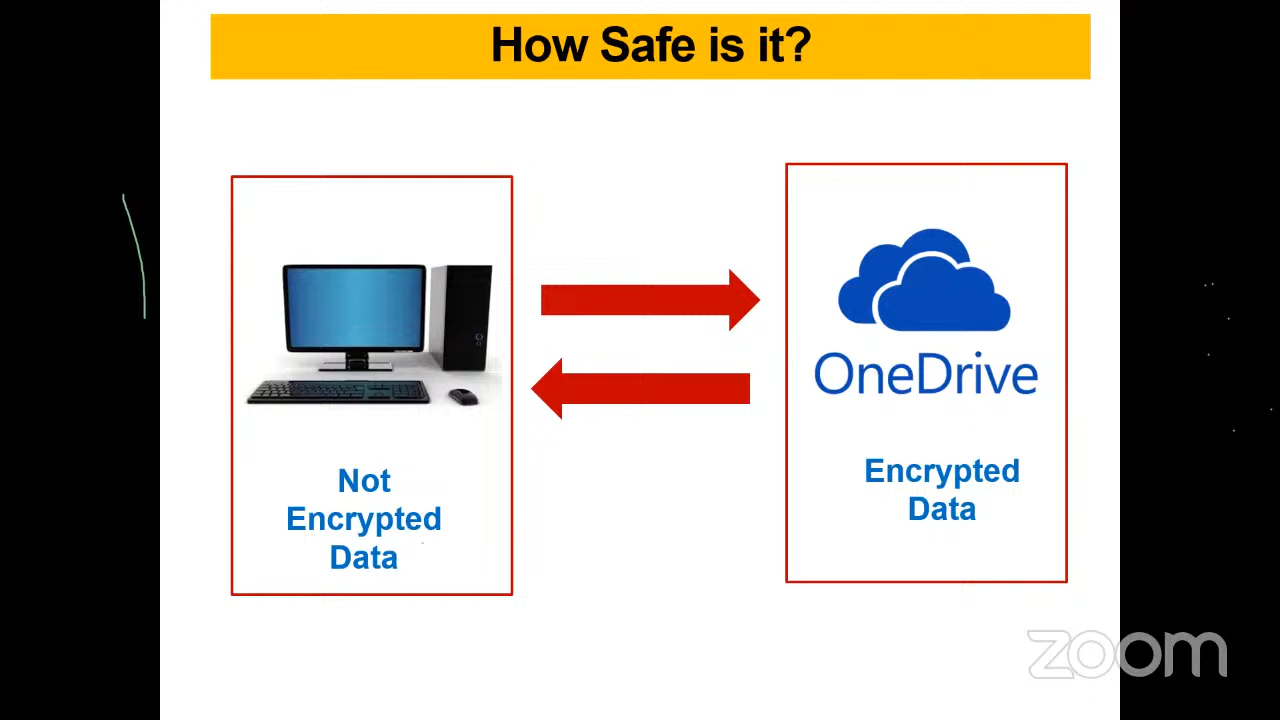 How Safe is it?
OneDrive
Not
Encrypted
Data
Encrypted
Data
zoom